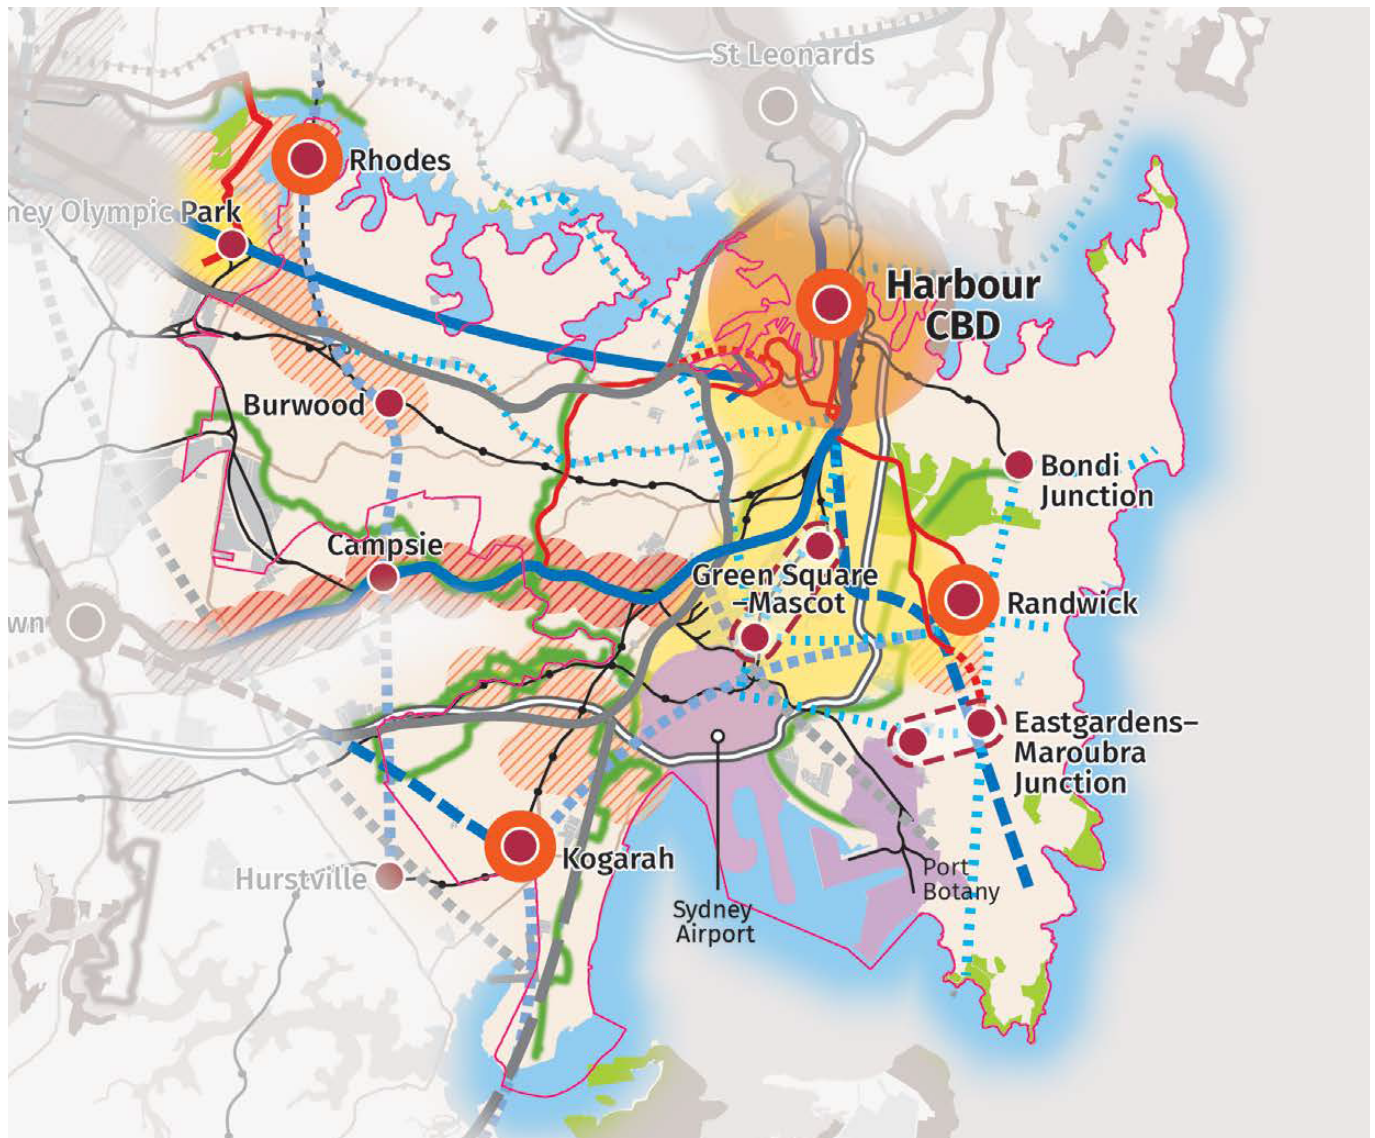 St Leonards
Rhodes
ney Olympic Park
Harbour
CBD
Burwood
Bondi
Junction
Campsie
Green Square
–Mascot
wn
Randwick
Eastgardens–
Maroubra
Junction
Kogarah
Hurstville
Port
Botany
Sydney
Airport